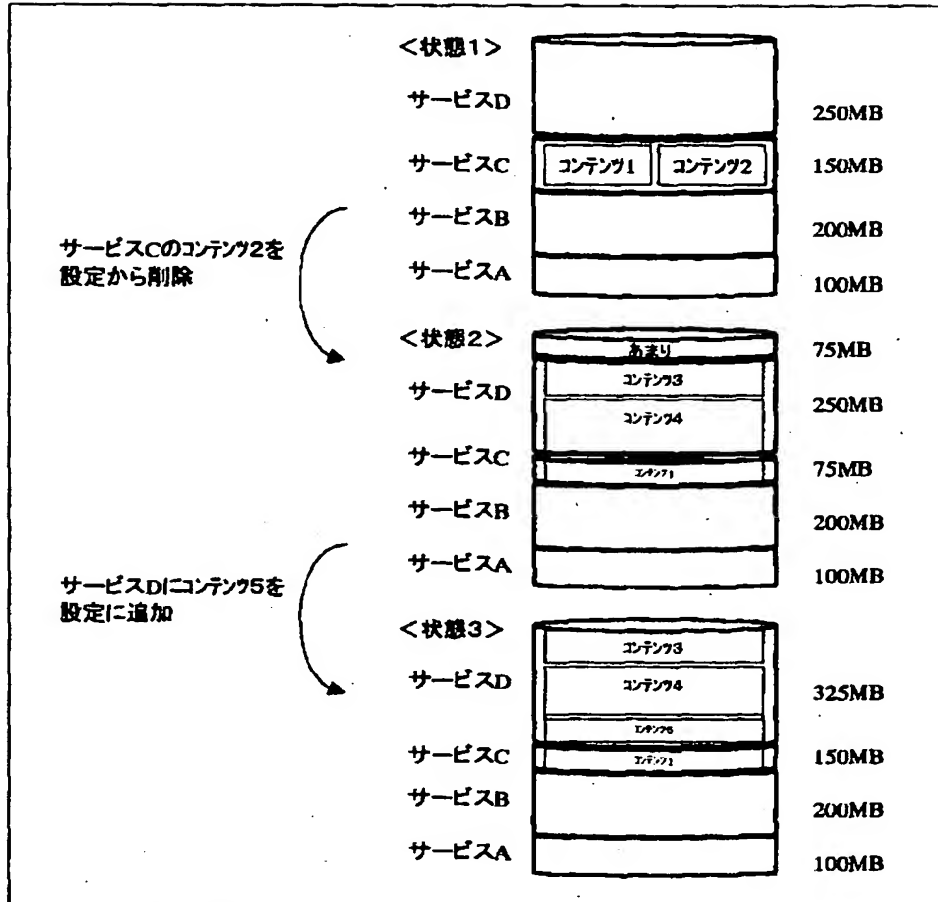 <状態1>
サービスD 250MB
サービスC コンテンツ1 コンテンツ2 150MB
サービスB 200MB
サービスA 100MB
サービスCのコンテンツ2を
設定から削除
<状態2>
あまり 75MB
コンテンツ3
サービスD 250MB
コンテンツ4
サービスC 75MB
コンテンツ1
サービスB 200MB
サービスA 100MB
サービスDにコンテンツ5を
設定に追加
<状態3>
コンテンツ3
サービスD コンテンツ4 325MB
サービスC 150MB
サービスB 200MB
サービスA 100MB